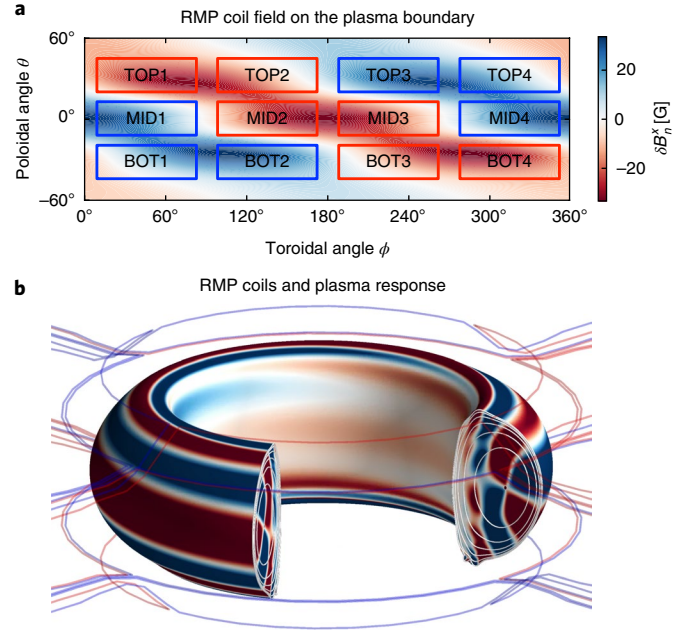 a
RMP coil field on the plasma boundary
60°
0°
−60°
Poloidal angle θ
TOP1 TOP2 TOP3 TOP4
MID1 MID2 MID3 MID4
BOT1 BOT2 BOT3 BOT4
0° 60° 120° 180° 240° 300° 360°
Toroidal angle ϕ
20
0
−20
δBₙˣ [G]
b
RMP coils and plasma response